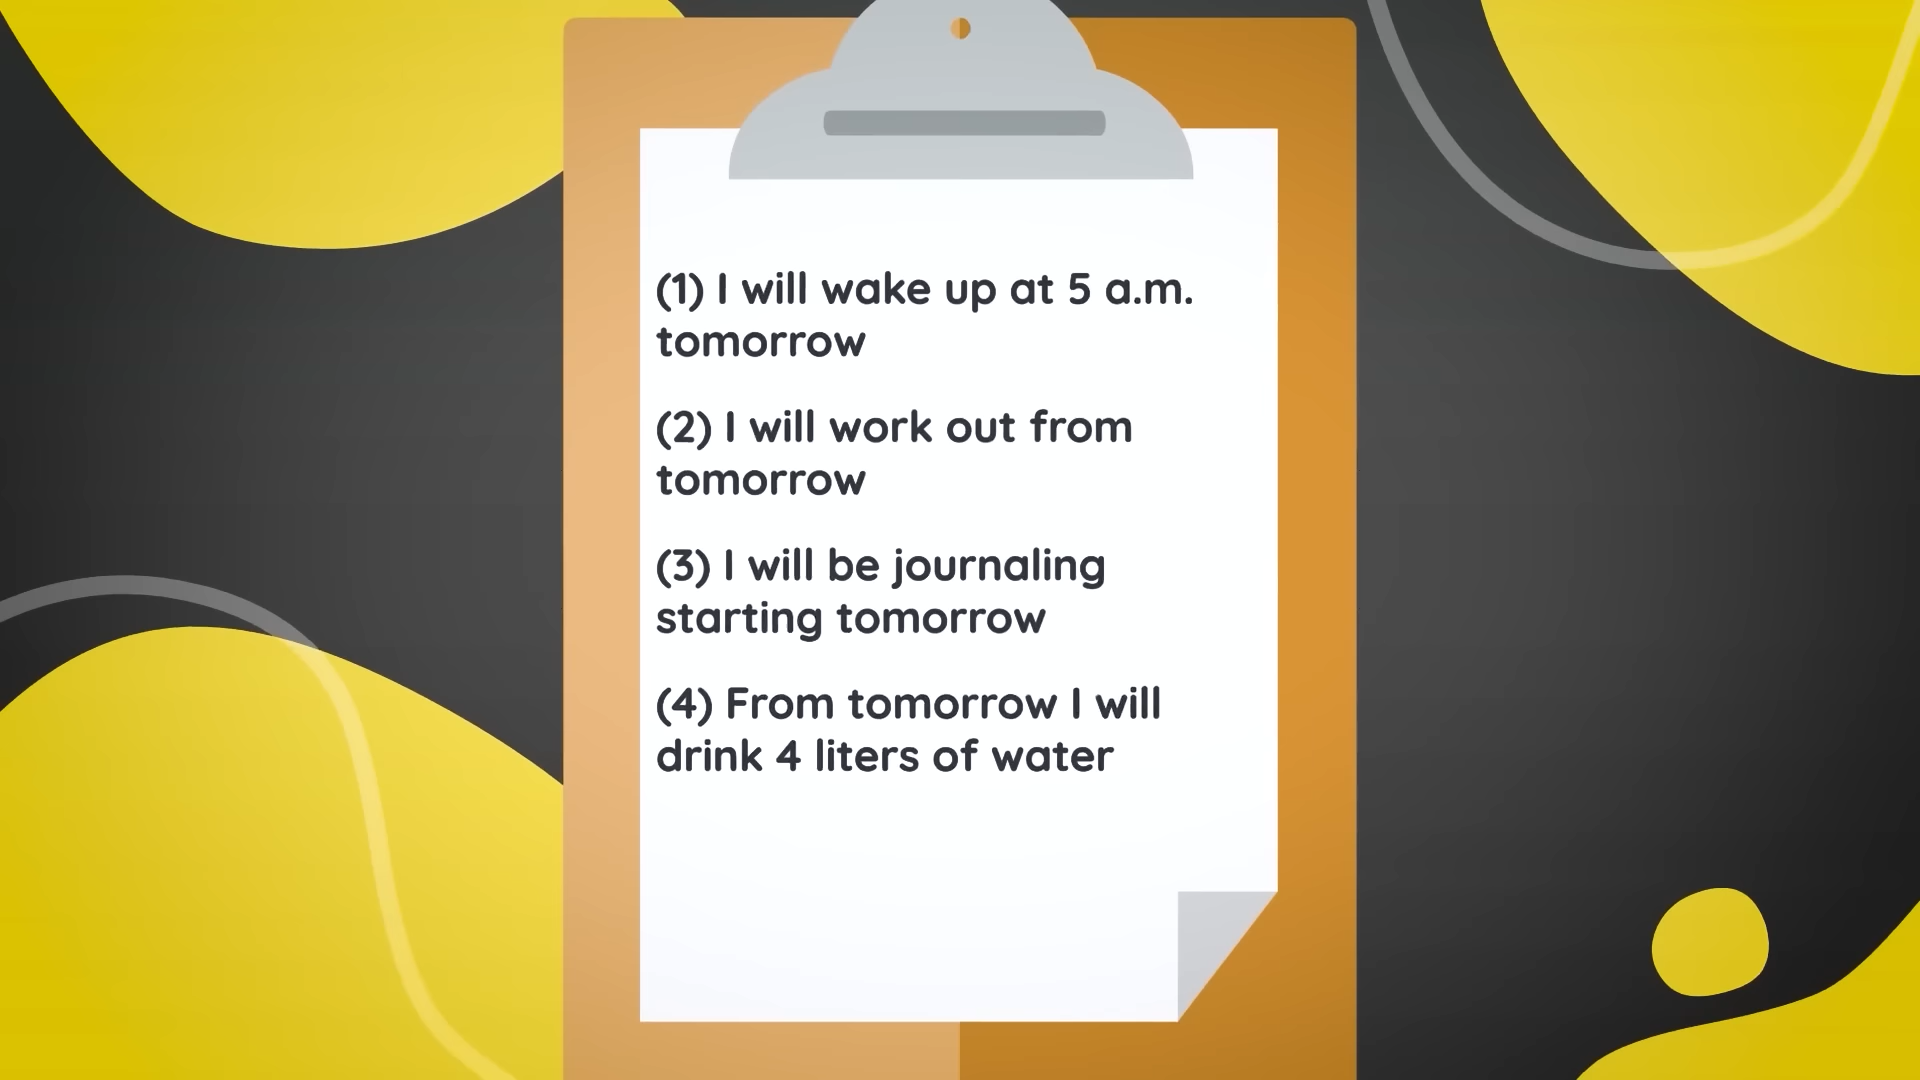 (1) I will wake up at 5 a.m.
tomorrow
(2) I will work out from
tomorrow
(3) I will be journaling
starting tomorrow
(4) From tomorrow I will
drink 4 liters of water